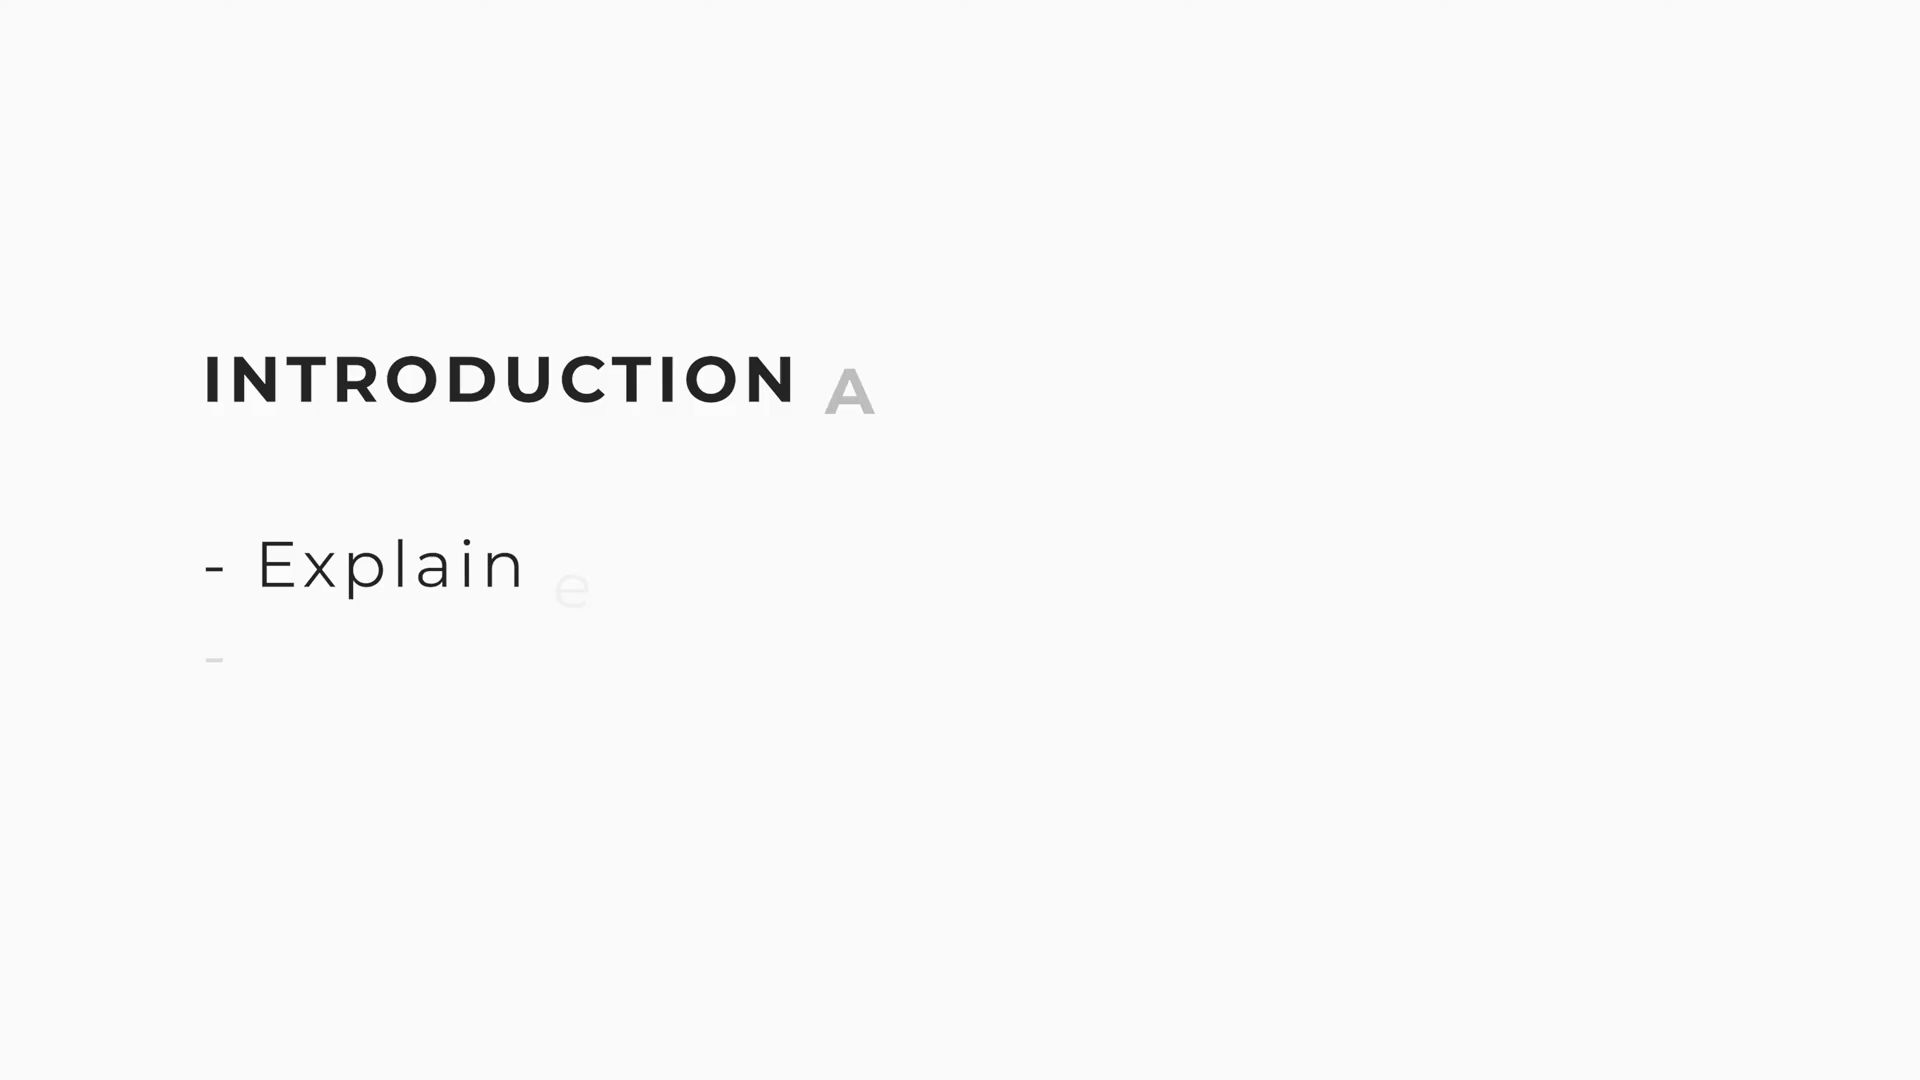 INTRODUCTION A
- Explain e
-